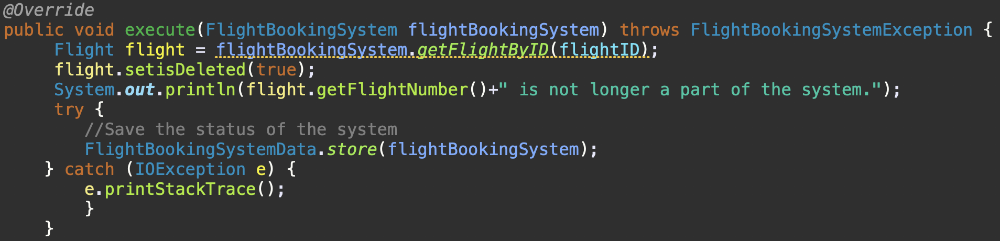 @Override
public void execute(FlightBookingSystem flightBookingSystem) throws FlightBookingSystemException {
Flight flight = flightBookingSystem.getFlightByID(flightID);
flight.setisDeleted(true);
System.out.println(flight.getFlightNumber()+" is not longer a part of the system.");
try {
//Save the status of the system
FlightBookingSystemData.store(flightBookingSystem);
} catch (IOException e) {
e.printStackTrace();
}
}